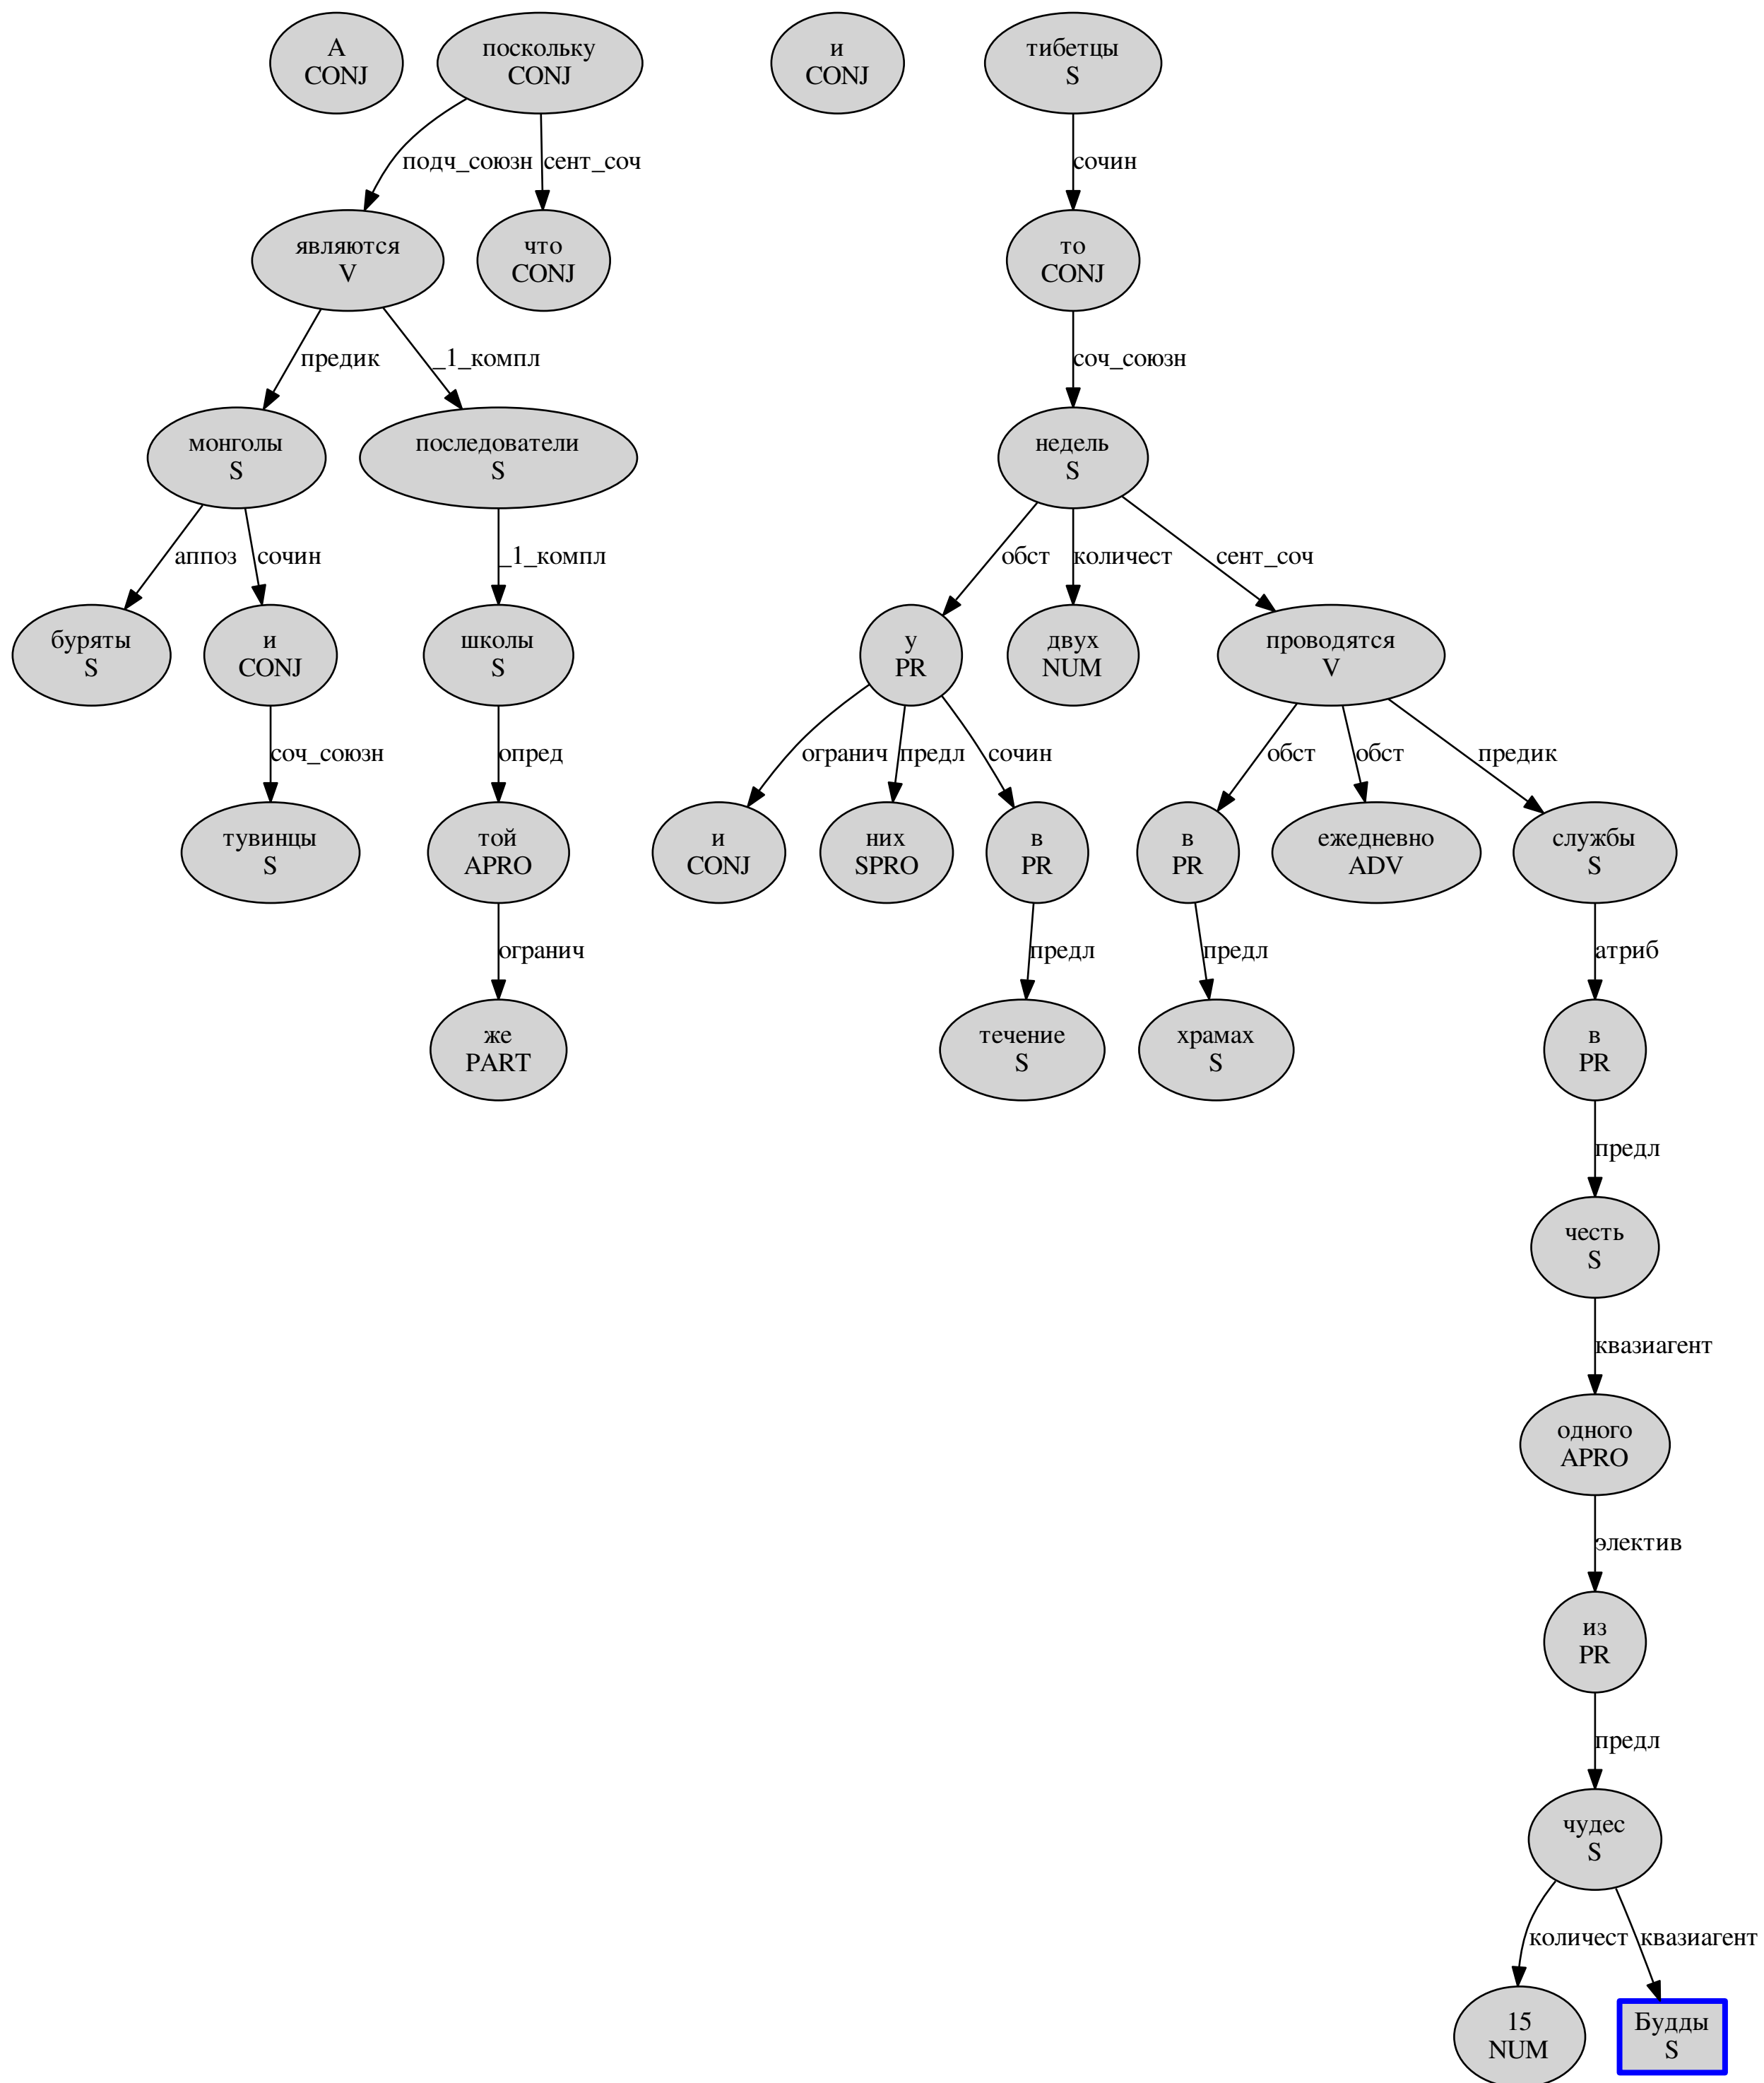 А
CONJ
поскольку
CONJ
и
CONJ
тибетцы
S
подч_союзн
сент_соч
сочин
являются
V
что
CONJ
то
CONJ
предик
_1_компл
соч_союзн
монголы
S
последователи
S
недель
S
аппоз
сочин
_1_компл
обст
количест
сент_соч
буряты
S
и
CONJ
школы
S
у
PR
двух
NUM
проводятся
V
соч_союзн
опред
огранич
предл
сочин
обст
обст
предик
тувинцы
S
той
APRO
и
CONJ
них
SPRO
в
PR
в
PR
ежедневно
ADV
службы
S
огранич
предл
предл
атриб
же
PART
течение
S
храмах
S
в
PR
предл
честь
S
квазиагент
одного
APRO
электив
из
PR
предл
чудес
S
количест
квазиагент
15
NUM
Будды
S